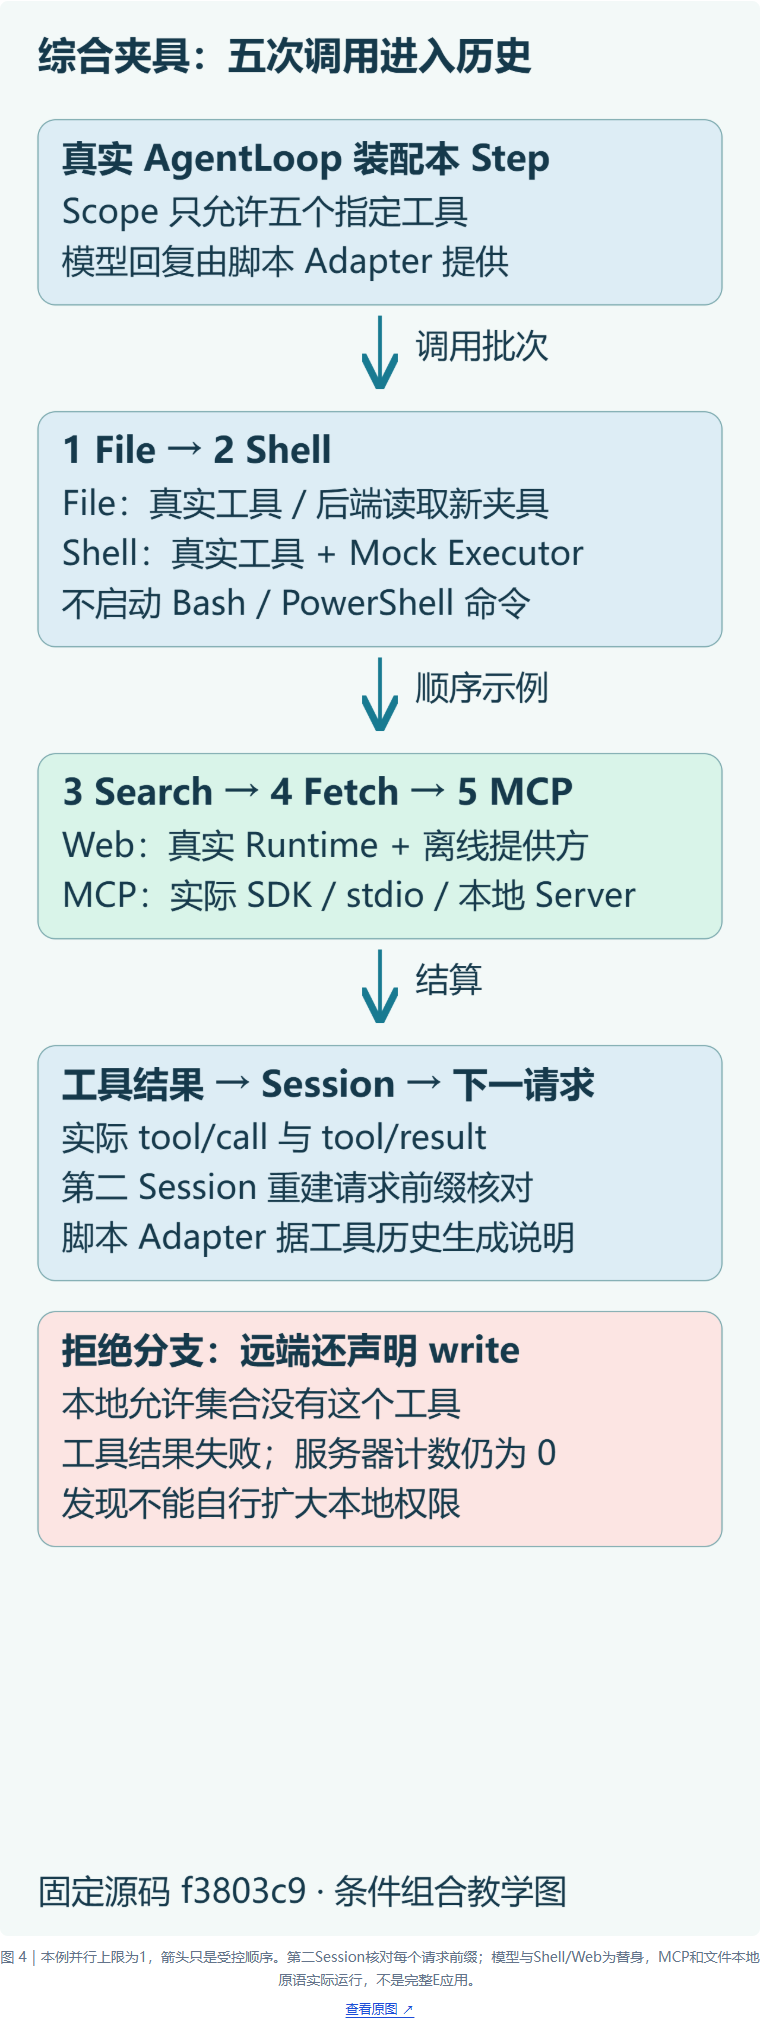 综合夹具：五次调用进入历史
真实 AgentLoop 装配本 Step
Scope 只允许五个指定工具
模型回复由脚本 Adapter 提供
调用批次
1 File → 2 Shell
File：真实工具 / 后端读取新夹具
Shell：真实工具 + Mock Executor
不启动 Bash / PowerShell 命令
顺序示例
3 Search → 4 Fetch → 5 MCP
Web：真实 Runtime + 离线提供方
MCP：实际 SDK / stdio / 本地 Server
结算
工具结果 → Session → 下一请求
实际 tool/call 与 tool/result
第二 Session 重建请求前缀核对
脚本 Adapter 据工具历史生成说明
拒绝分支：远端还声明 write
本地允许集合没有这个工具
工具结果失败；服务器计数仍为 0
发现不能自行扩大本地权限
固定源码 f3803c9 · 条件组合教学图
图 4｜本例并行上限为1，箭头只是受控顺序。第二Session核对每个请求前缀；模型与Shell/Web为替身，MCP和文件本地
原语实际运行，不是完整E应用。
查看原图 ↗